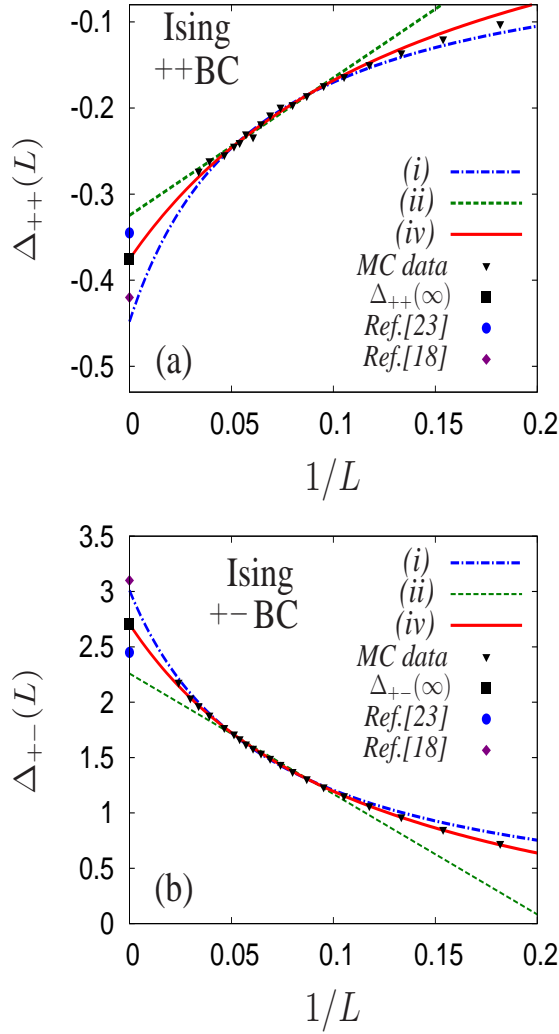 Ising
++BC
-0.1
-0.2
-0.3
-0.4
-0.5
Δ₊₊(L)
(i)
(ii)
(iv)
MC data
Δ₊₊(∞)
Ref.[23]
Ref.[18]
(a)
0
0.05
0.1
0.15
0.2
1/L
3.5
3
2.5
2
1.5
1
0.5
0
Δ₊₋(L)
Ising
+−BC
(i)
(ii)
(iv)
MC data
Δ₊₋(∞)
Ref.[23]
Ref.[18]
(b)
0
0.05
0.1
0.15
0.2
1/L